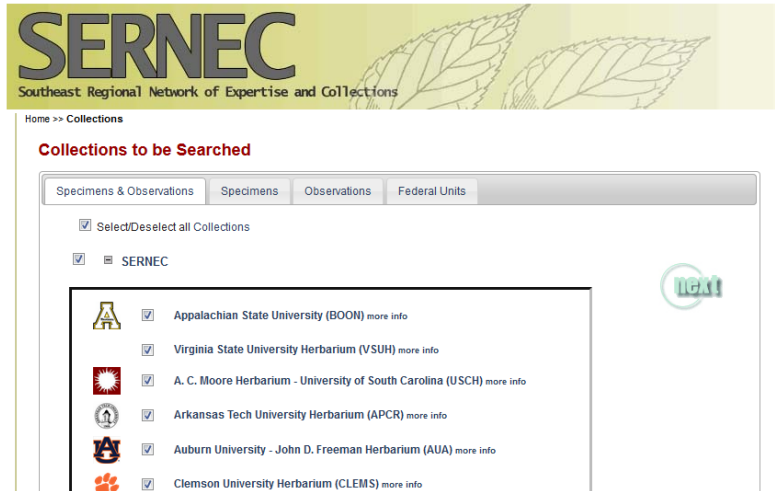 SERNEC
Southeast Regional Network of Expertise and Collections
Home >> Collections
Collections to be Searched
Specimens & Observations Specimens Observations Federal Units
Select/Deselect all Collections
SERNEC
next
Appalachian State University (BOON) more info
Virginia State University Herbarium (VSUH) more info
A. C. Moore Herbarium - University of South Carolina (USCH) more info
Arkansas Tech University Herbarium (APCR) more info
Auburn University - John D. Freeman Herbarium (AUA) more info
Clemson University Herbarium (CLEMS) more info